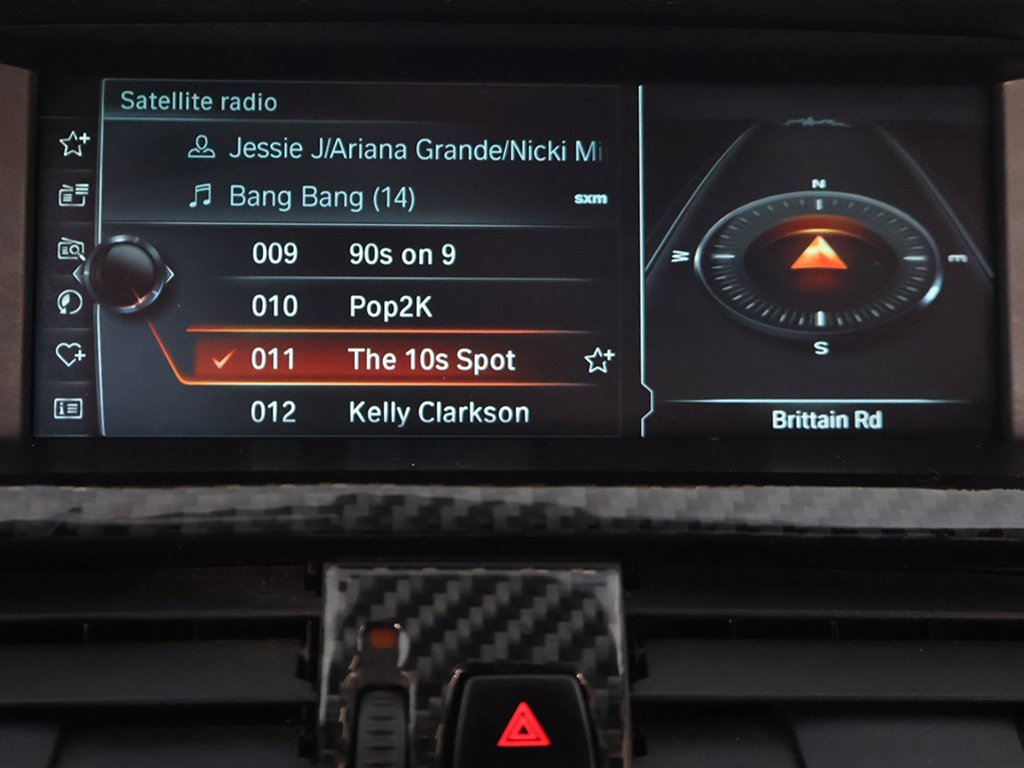 Satellite radio
Jessie J/Ariana Grande/Nicki Mi
Bang Bang (14)
sxm
009 90s on 9
010 Pop2K
011 The 10s Spot
012 Kelly Clarkson
N
W
E
S
Brittain Rd